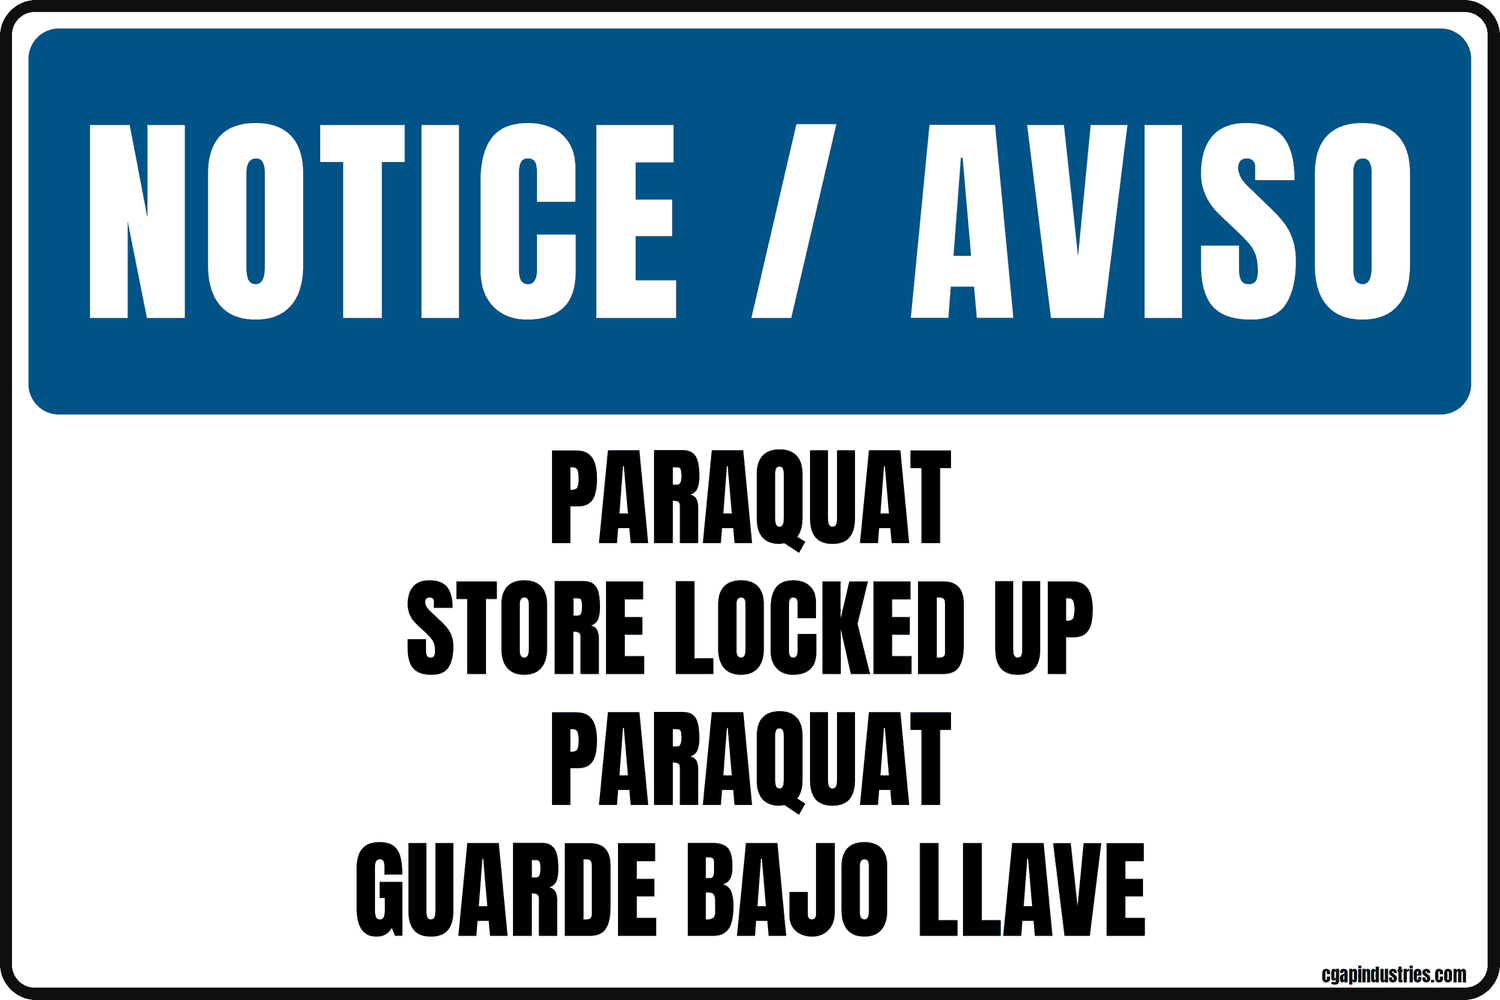 NOTICE / AVISO
PARAQUAT
STORE LOCKED UP
PARAQUAT
GUARDE BAJO LLAVE
cgapindustries.com